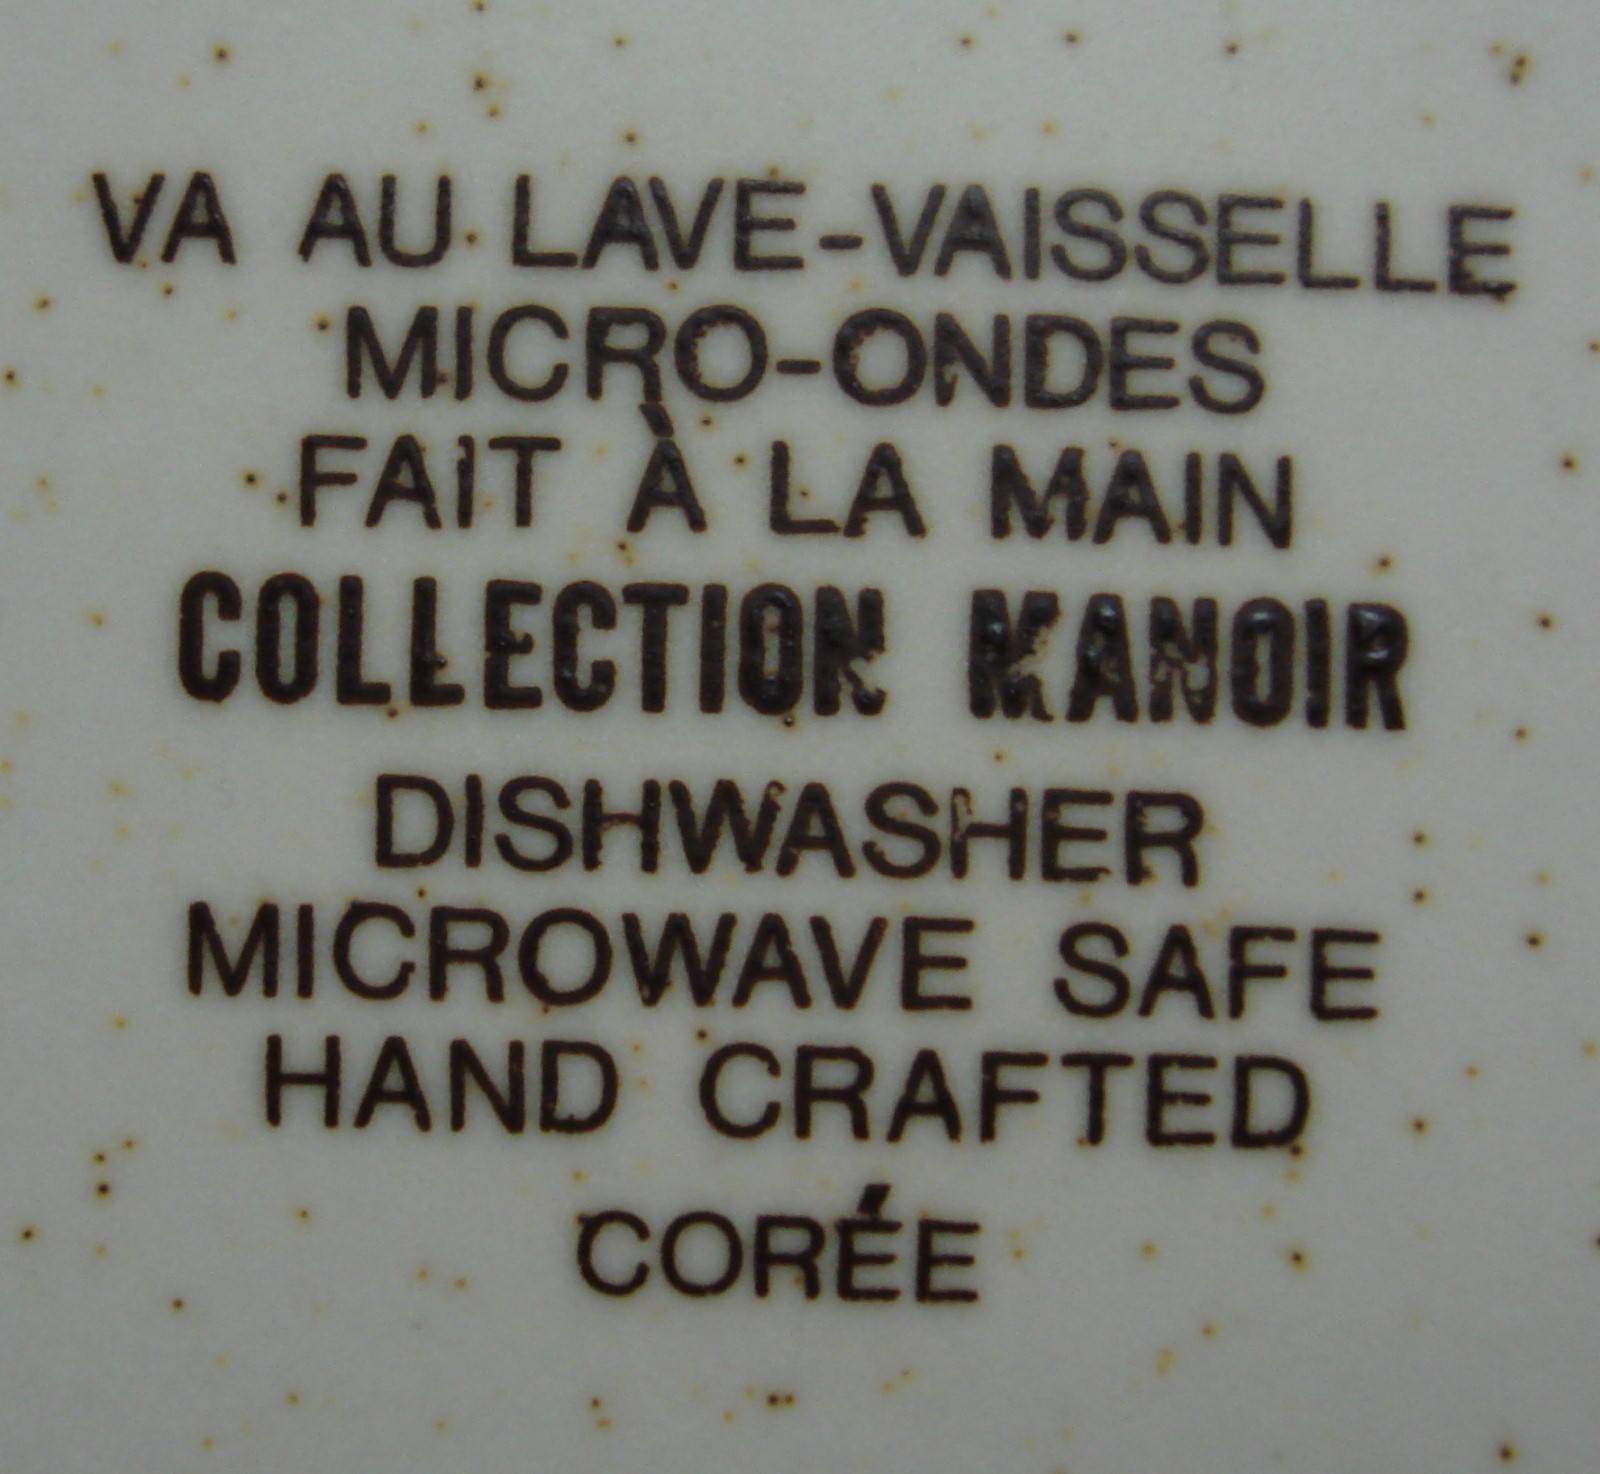 VA AU LAVE-VAISSELLE
MICRO-ONDES
FAIT À LA MAIN
COLLECTION MANOIR
DISHWASHER
MICROWAVE SAFE
HAND CRAFTED
CORÉE